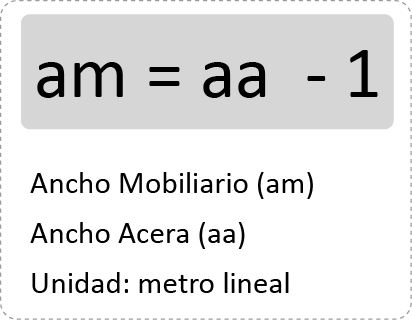 am = aa - 1
Ancho Mobiliario (am)
Ancho Acera (aa)
Unidad: metro lineal